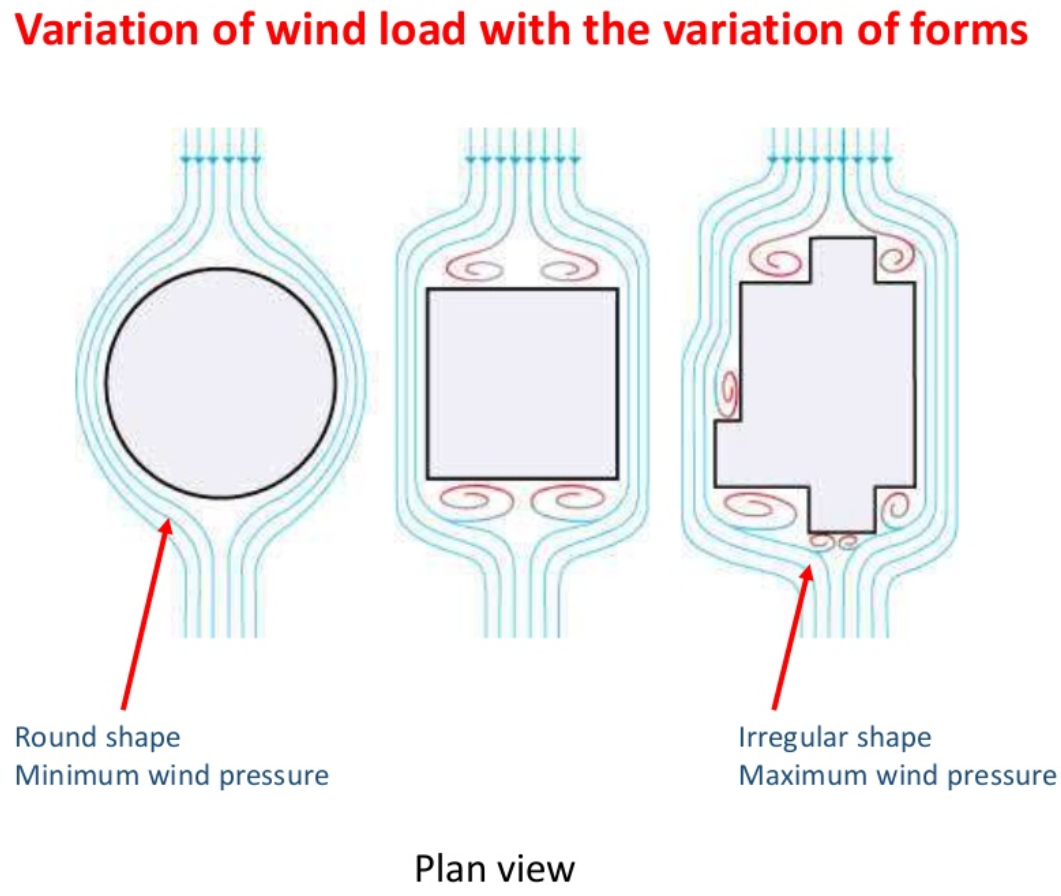 Variation of wind load with the variation of forms
Round shape
Minimum wind pressure
Irregular shape
Maximum wind pressure
Plan view